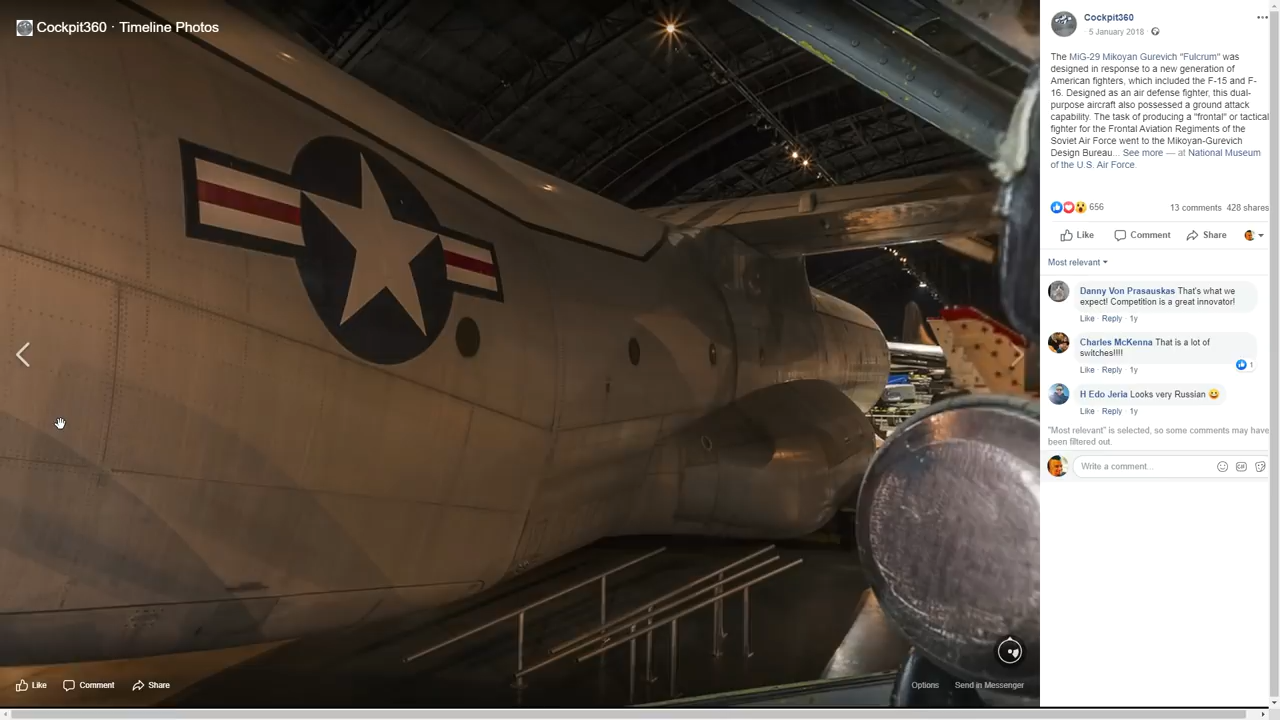 Cockpit360 · Timeline Photos
Like
Comment
Share
Options
Send in Messenger
Cockpit360
5 January 2018 ·
The MiG-29 Mikoyan Gurevich "Fulcrum" was
designed in response to a new generation of
American fighters, which included the F-15 and F-
16. Designed as an air defense fighter, this dual-
purpose aircraft also possessed a ground attack
capability. The task of producing a "frontal" or tactical
fighter for the Frontal Aviation Regiments of the
Soviet Air Force went to the Mikoyan-Gurevich
Design Bureau... See more — at National Museum
of the U.S. Air Force.
656
13 comments 428 shares
Like
Comment
Share
Most relevant
Danny Von Prasauskas That's what we
expect! Competition is a great innovator!
Like · Reply · 1y
Charles McKenna That is a lot of
switches!!!!
1
Like · Reply · 1y
H Edo Jeria Looks very Russian 😆
Like · Reply · 1y
"Most relevant" is selected, so some comments may have
been filtered out.
Write a comment...
GIF